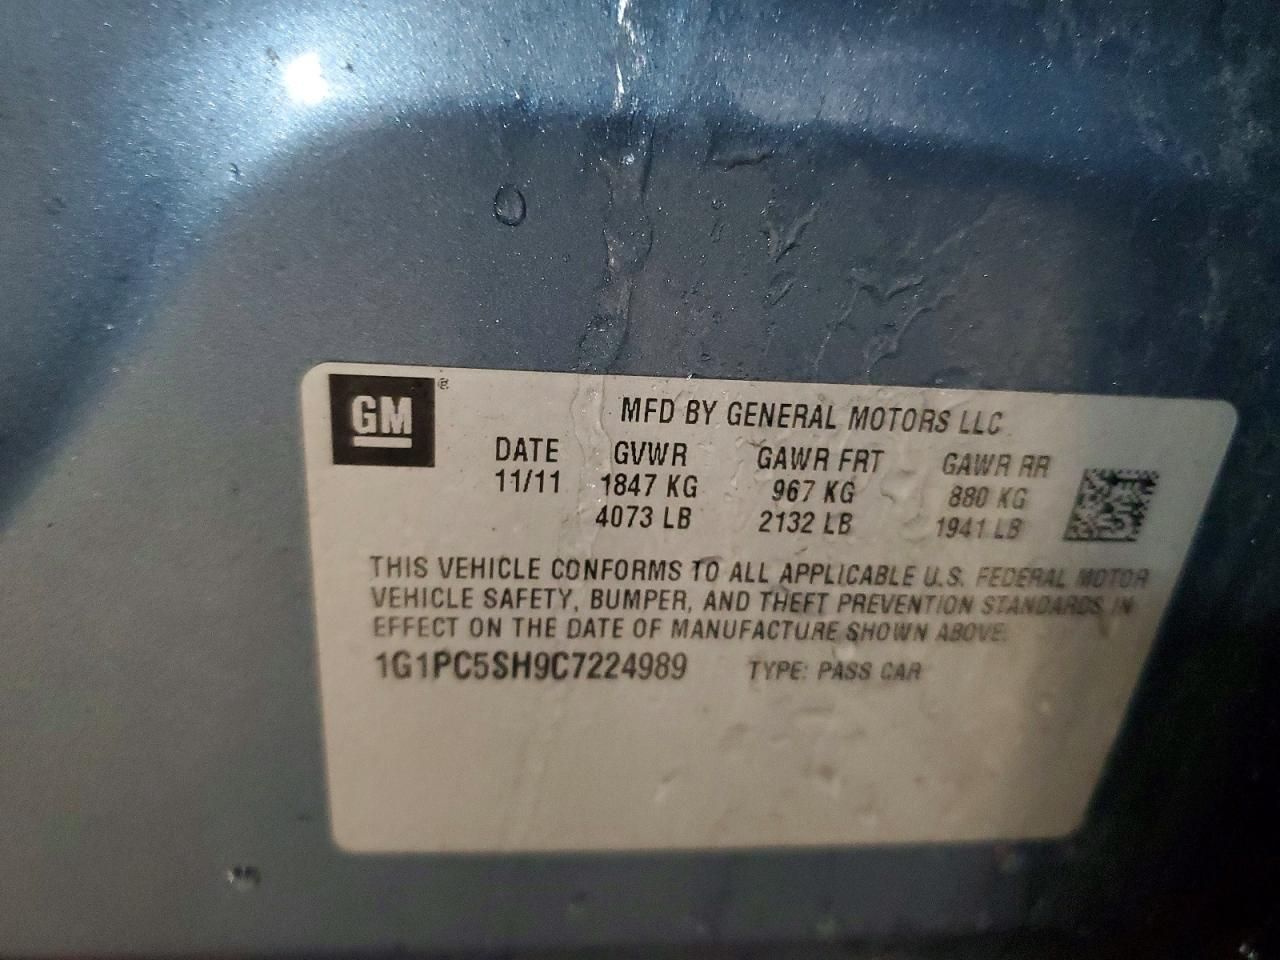 GM ®
MFD BY GENERAL MOTORS LLC
DATE GVWR GAWR FRT GAWR RR
11/11 1847 KG 967 KG 880 KG
4073 LB 2132 LB 1941 LB
THIS VEHICLE CONFORMS TO ALL APPLICABLE U.S. FEDERAL MOTOR
VEHICLE SAFETY, BUMPER, AND THEFT PREVENTION STANDARDS IN
EFFECT ON THE DATE OF MANUFACTURE SHOWN ABOVE.
1G1PC5SH9C7224989 TYPE: PASS CAR